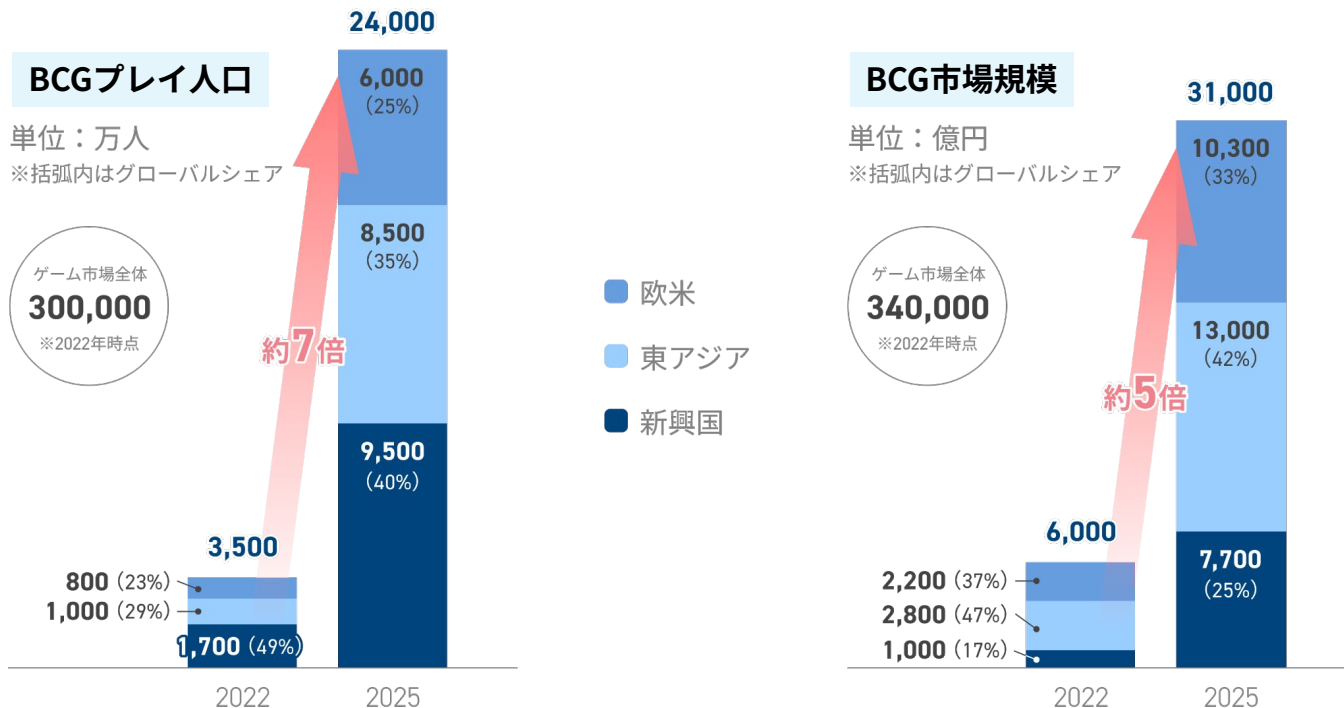 BCGプレイ人口
単位：万人
※括弧内はグローバルシェア
ゲーム市場全体
300,000
※2022年時点
24,000
6,000
(25%)
8,500
(35%)
9,500
(40%)
約7倍
3,500
800 (23%)
1,000 (29%)
1,700 (49%)
2022
2025
欧米
東アジア
新興国
BCG市場規模
単位：億円
※括弧内はグローバルシェア
ゲーム市場全体
340,000
※2022年時点
31,000
10,300
(33%)
13,000
(42%)
7,700
(25%)
約5倍
6,000
2,200 (37%)
2,800 (47%)
1,000 (17%)
2022
2025